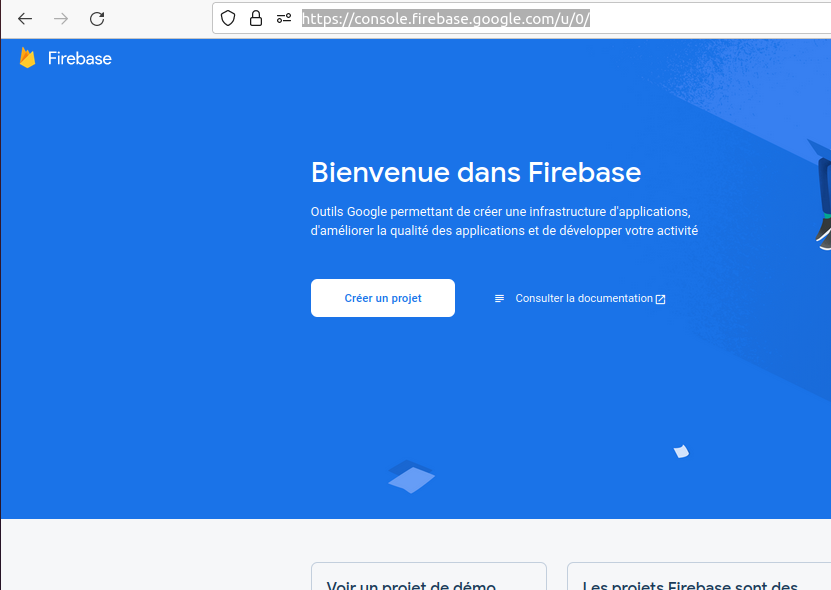 https://console.firebase.google.com/u/0/
Firebase
Bienvenue dans Firebase
Outils Google permettant de créer une infrastructure d'applications,
d'améliorer la qualité des applications et de développer votre activité
Créer un projet
Consulter la documentation
Voir un projet de démo
Les projets Firebase sont des